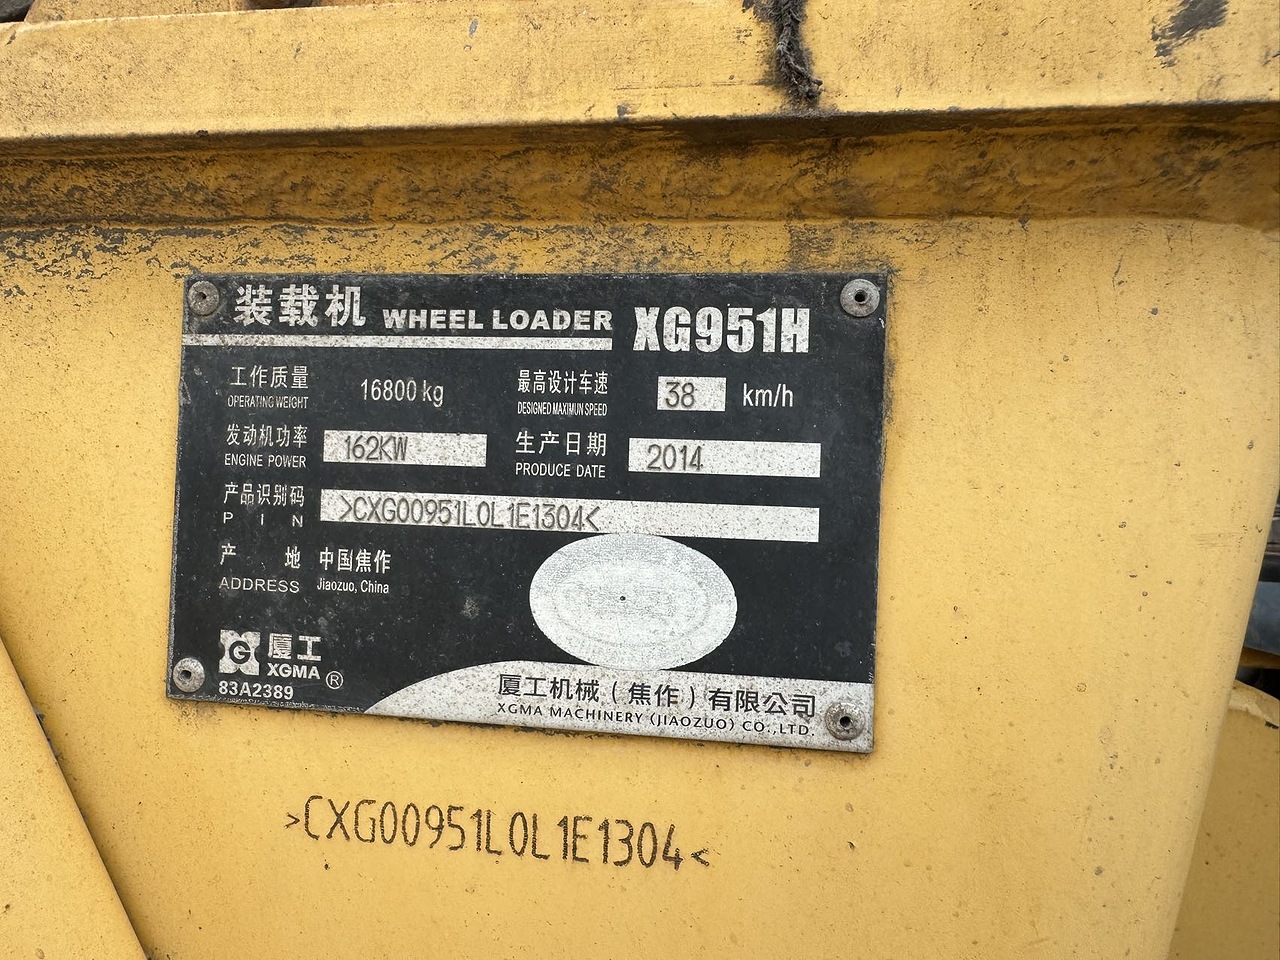 装载机 WHEEL LOADER XG951H
工作质量 16800 kg 最高设计车速 38 km/h
OPERATING WEIGHT DESIGNED MAXIMUN SPEED
发动机功率 162KW 生产日期 2014
ENGINE POWER PRODUCE DATE
产品识别码 >CXG00951L0L1E1304<
PIN
产地 中国焦作
ADDRESS Jiaozuo, China
厦工
XGMA ®
83A2389
厦工机械（焦作）有限公司
XGMA MACHINERY (JIAOZUO) CO.,LTD.
>CXG00951L0L1E1304<